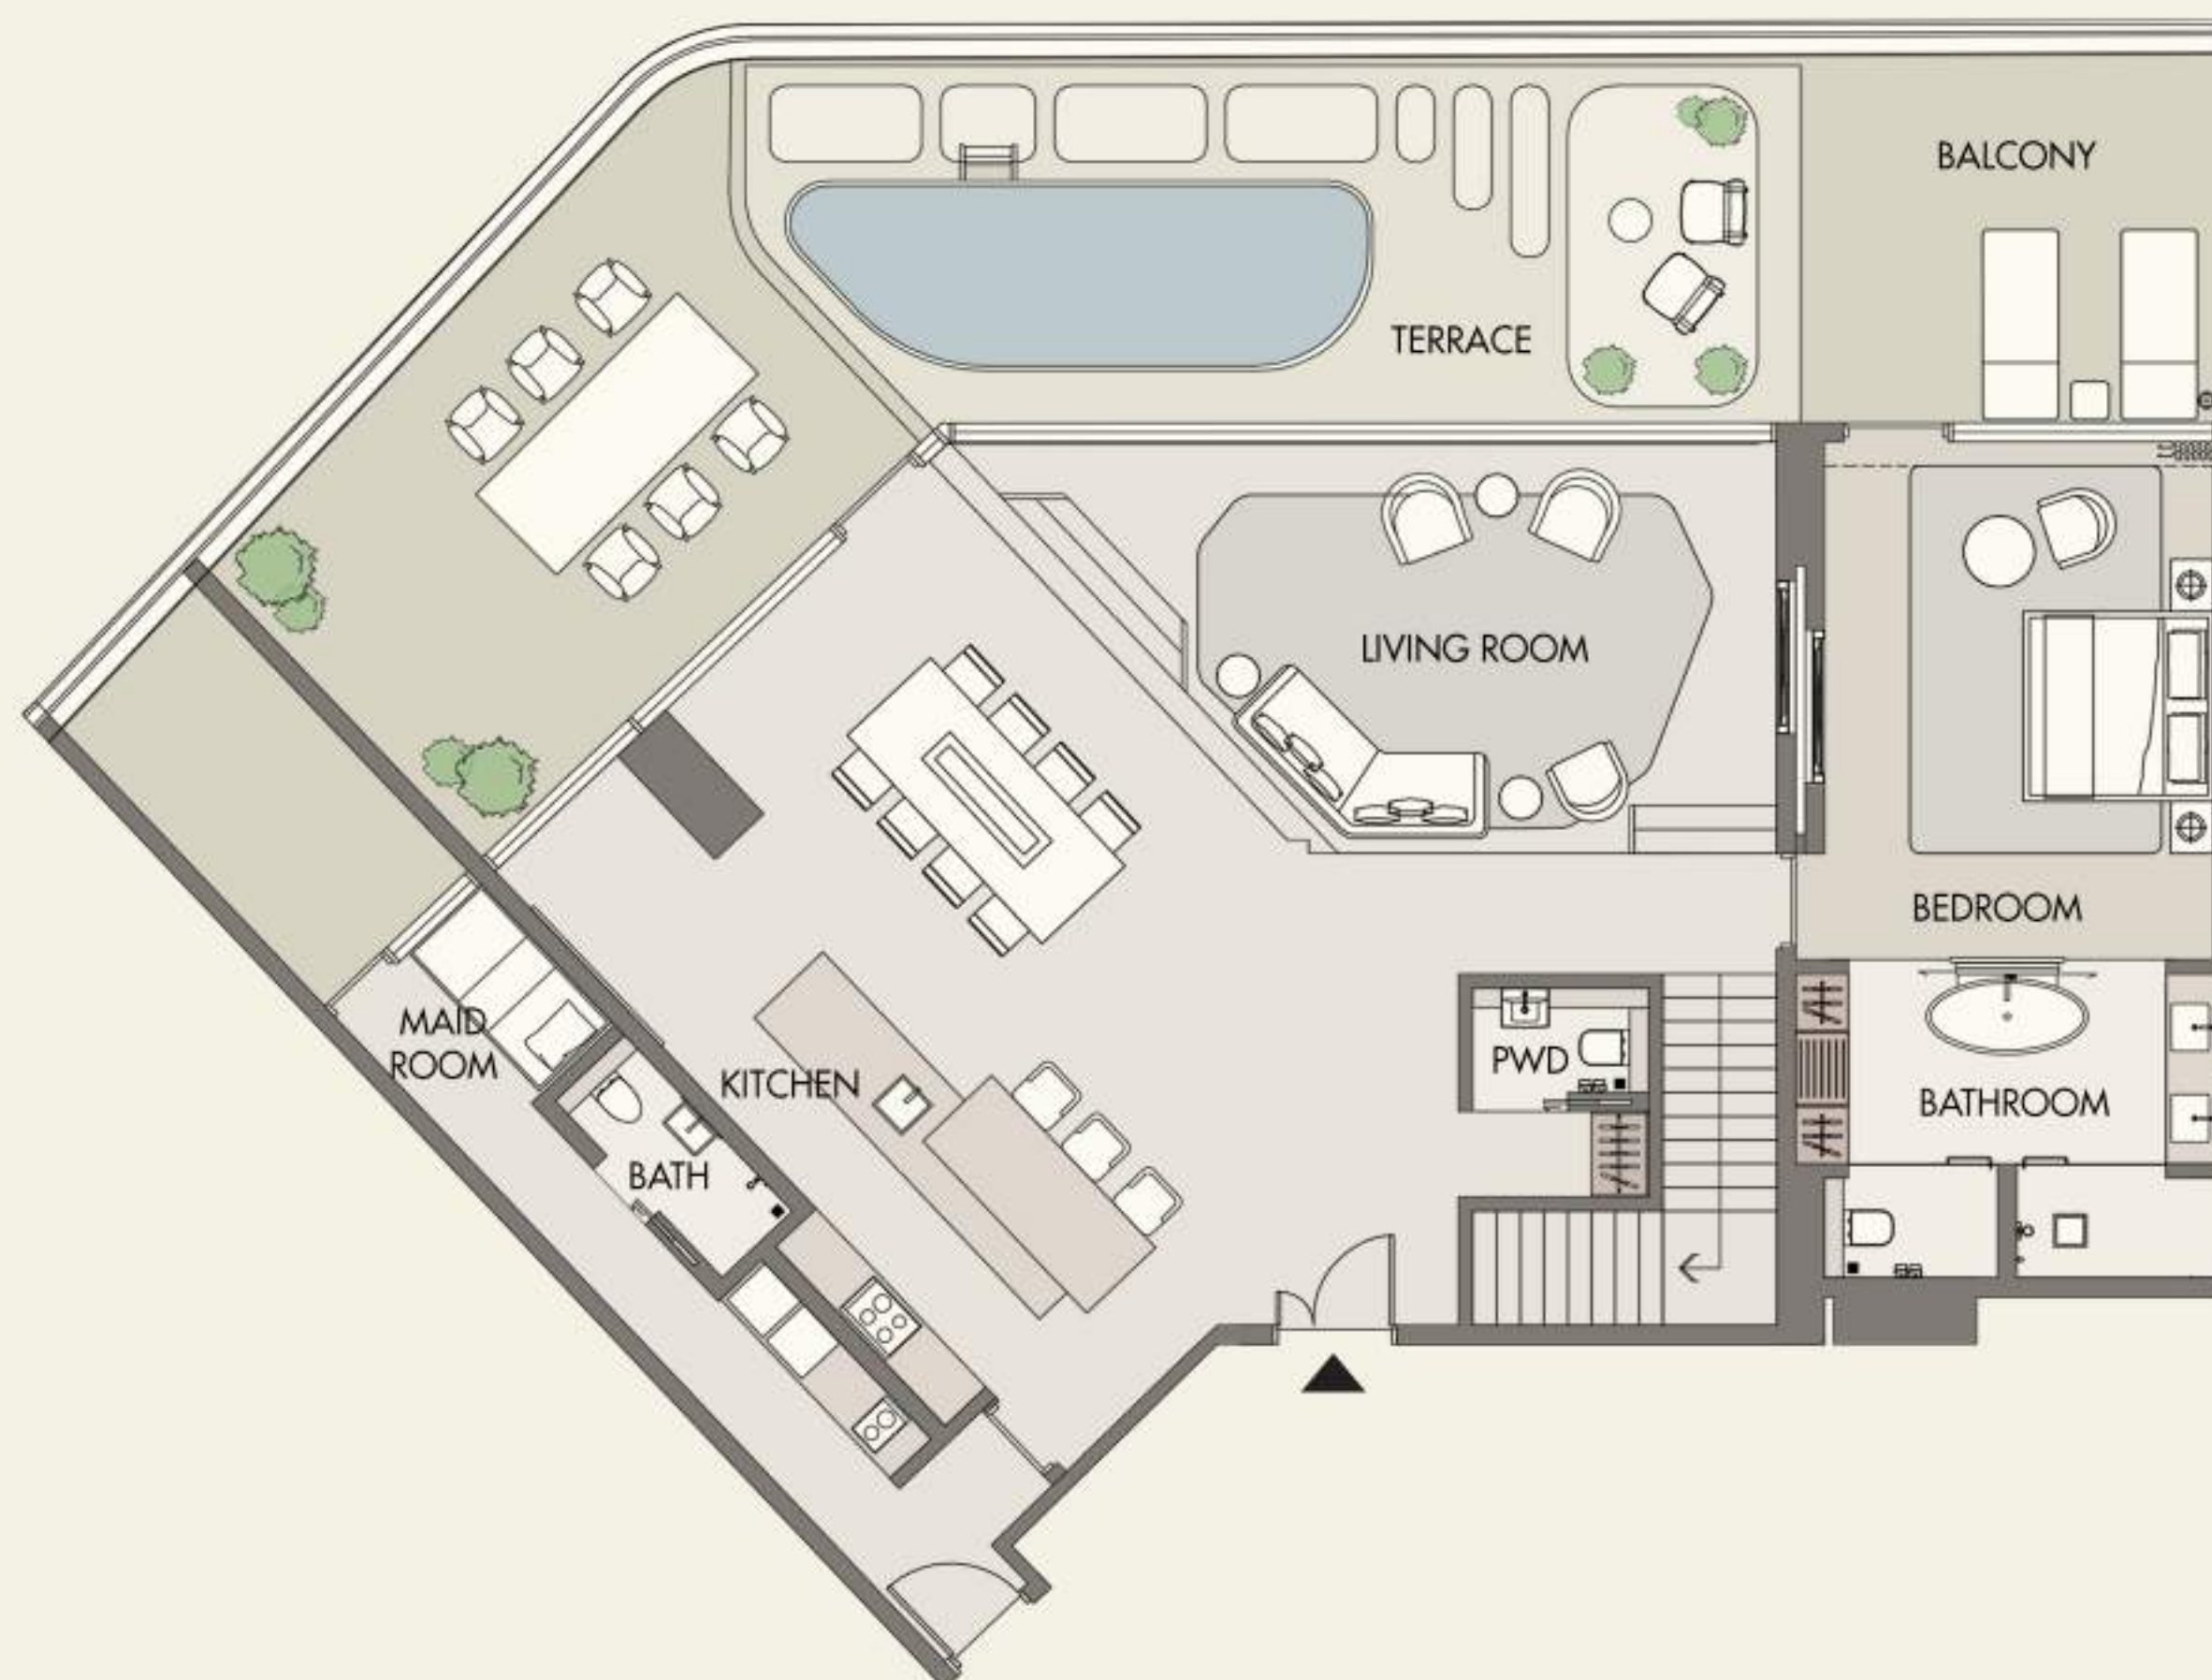 BALCONY
TERRACE
LIVING ROOM
BEDROOM
MAID
ROOM
KITCHEN
PWD
BATHROOM
BATH